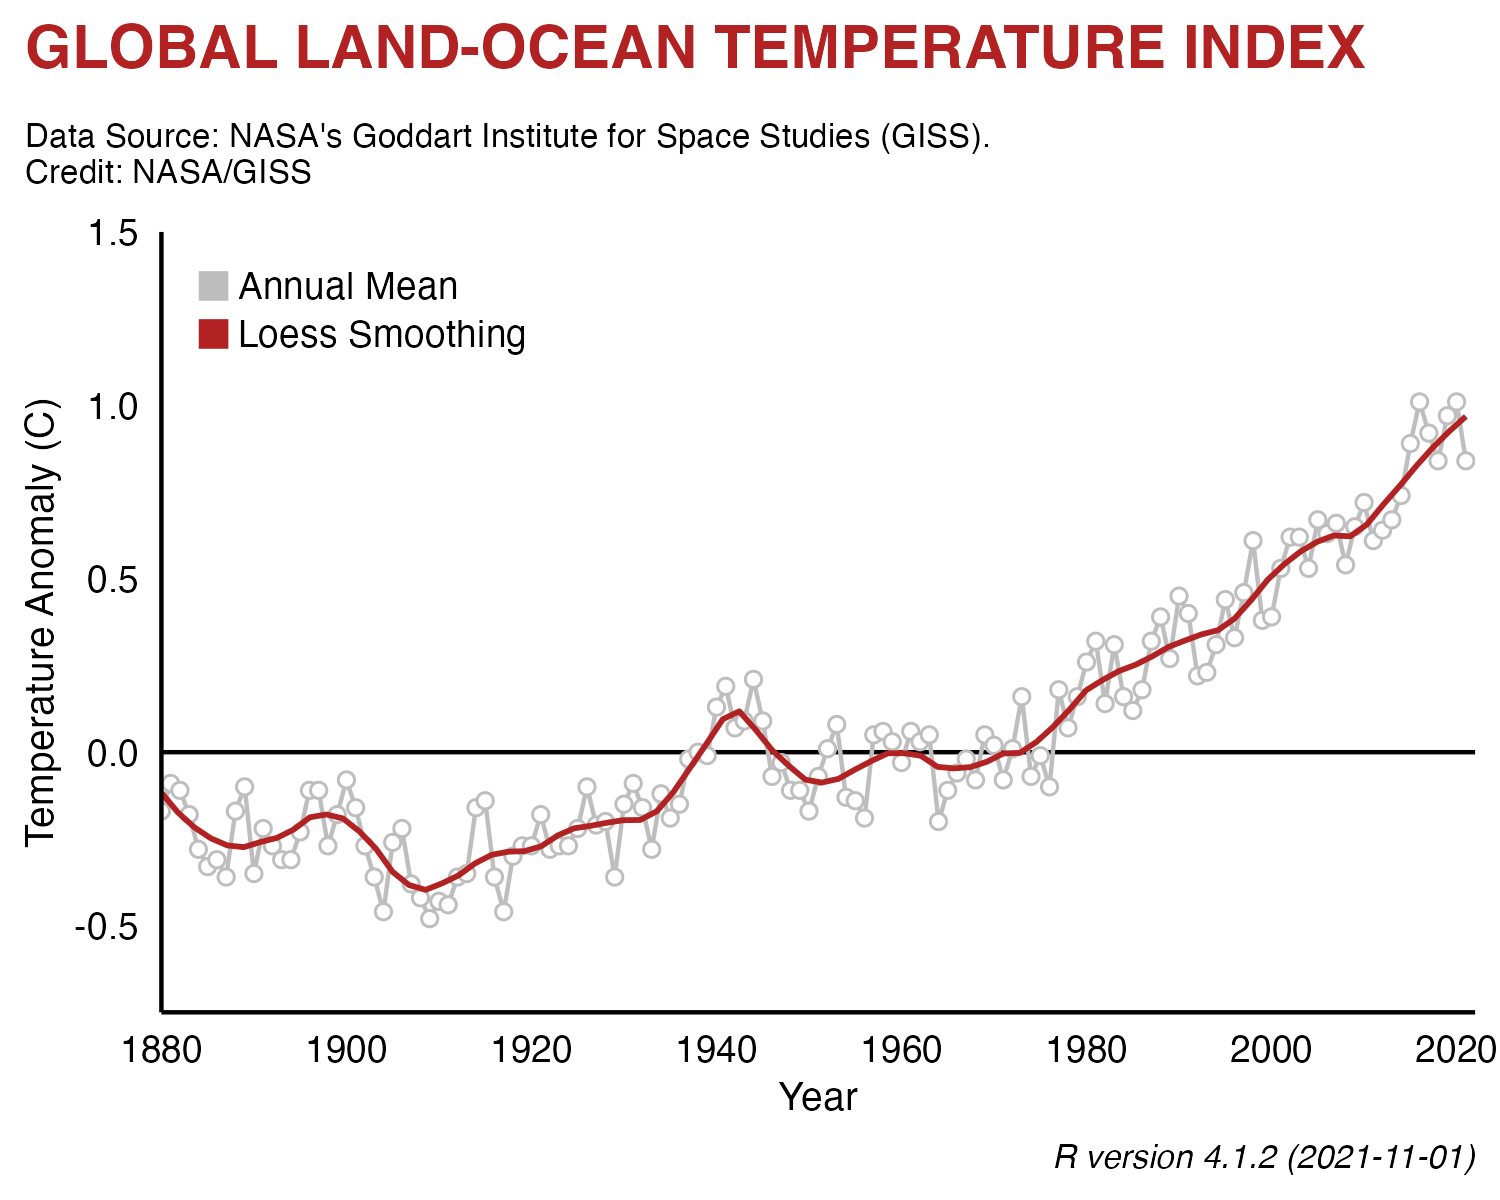 GLOBAL LAND-OCEAN TEMPERATURE INDEX
Data Source: NASA's Goddart Institute for Space Studies (GISS).
Credit: NASA/GISS
1.5
Annual Mean
Loess Smoothing
1.0
0.5
0.0
-0.5
Temperature Anomaly (C)
1880 1900 1920 1940 1960 1980 2000 2020
Year
R version 4.1.2 (2021-11-01)